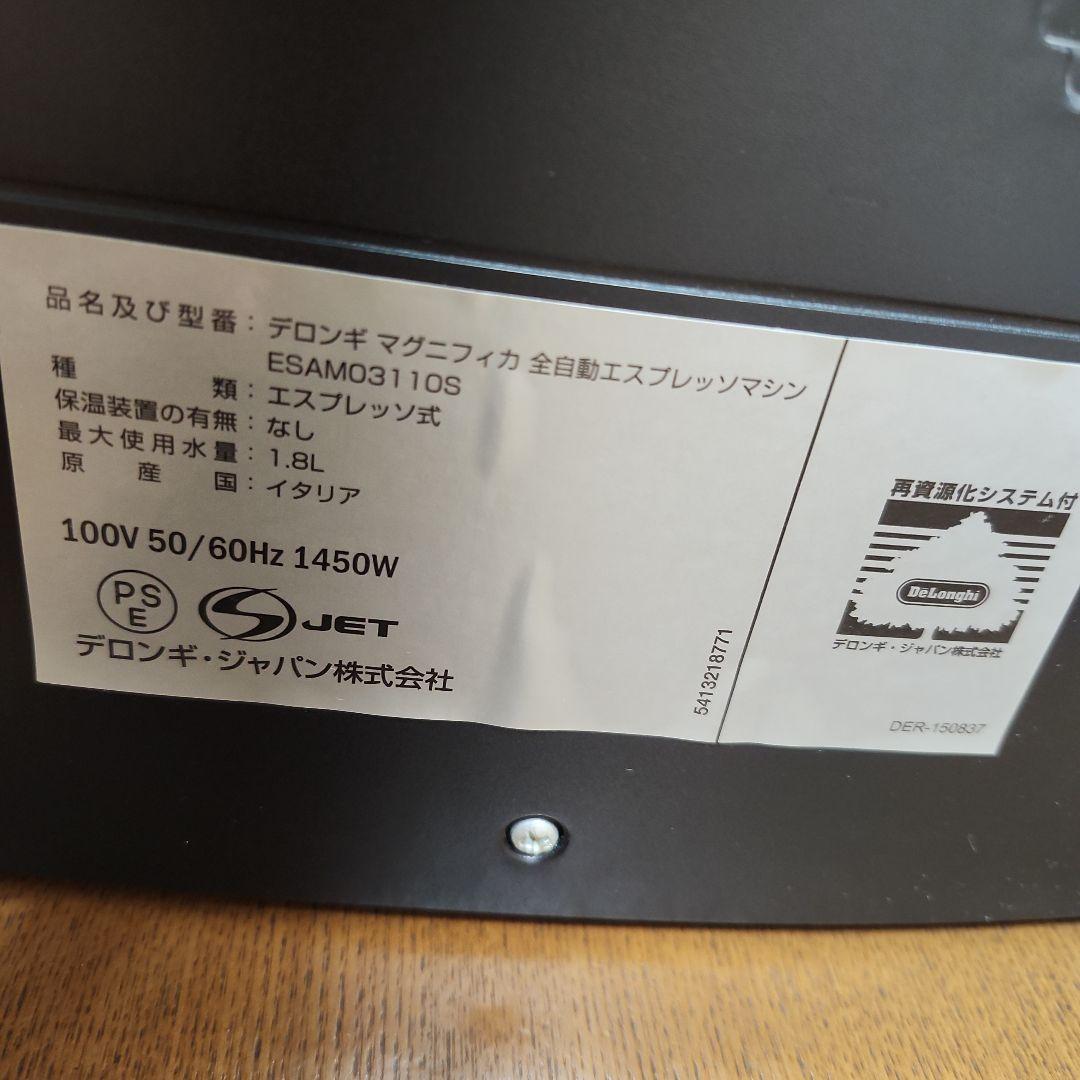 品名及び型番：デロンギ マグニフィカ 全自動エスプレッソマシン
ESAM03110S
種類：エスプレッソ式
保温装置の有無：なし
最大使用水量：1.8L
原産国：イタリア
100V 50/60Hz 1450W
PSE
S JET
デロンギ・ジャパン株式会社
5413218771
再資源化システム付
DeLonghi
デロンギ・ジャパン株式会社
DER-150837